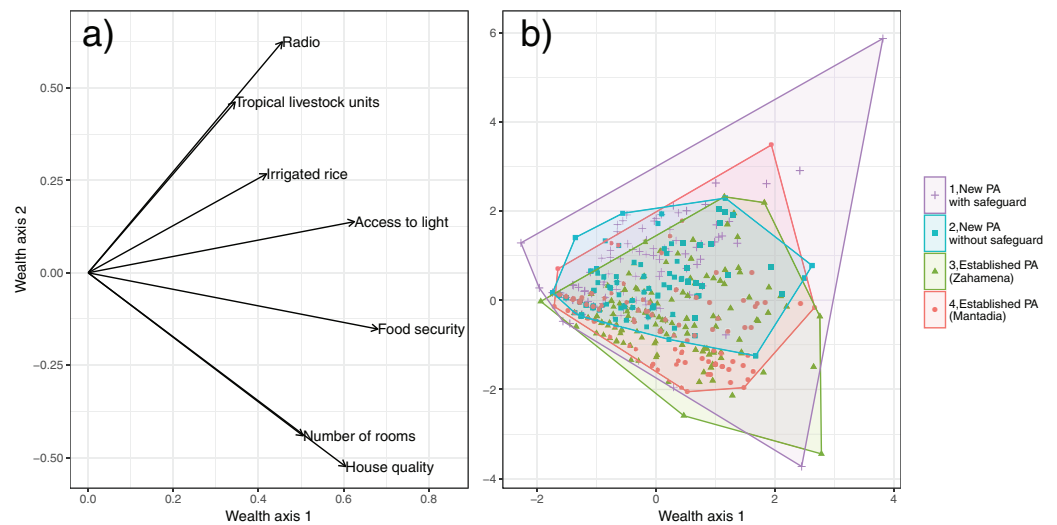 a)
Radio
Tropical livestock units
Irrigated rice
Access to light
Food security
Number of rooms
House quality
0.50
0.25
0.00
−0.25
−0.50
Wealth axis 2
0.0 0.2 0.4 0.6 0.8
Wealth axis 1
b)
6
4
2
0
−2
−4
−2 0 2 4
Wealth axis 1
1,New PA
with safeguard
2,New PA
without safeguard
3,Established PA
(Zahamena)
4,Established PA
(Mantadia)